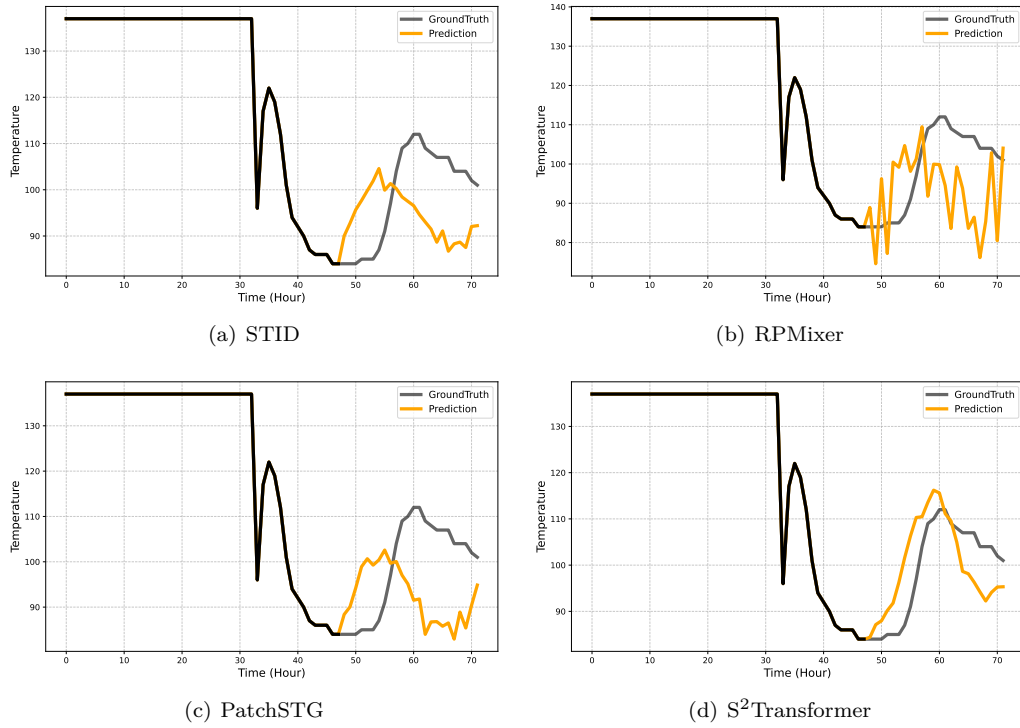 GroundTruth
Prediction
130
120
110
100
90
Temperature
0 10 20 30 40 50 60 70
Time (Hour)
(a) STID
GroundTruth
Prediction
140
130
120
110
100
90
80
Temperature
0 10 20 30 40 50 60 70
Time (Hour)
(b) RPMixer
GroundTruth
Prediction
130
120
110
100
90
Temperature
0 10 20 30 40 50 60 70
Time (Hour)
(c) PatchSTG
GroundTruth
Prediction
130
120
110
100
90
Temperature
0 10 20 30 40 50 60 70
Time (Hour)
(d) S²Transformer